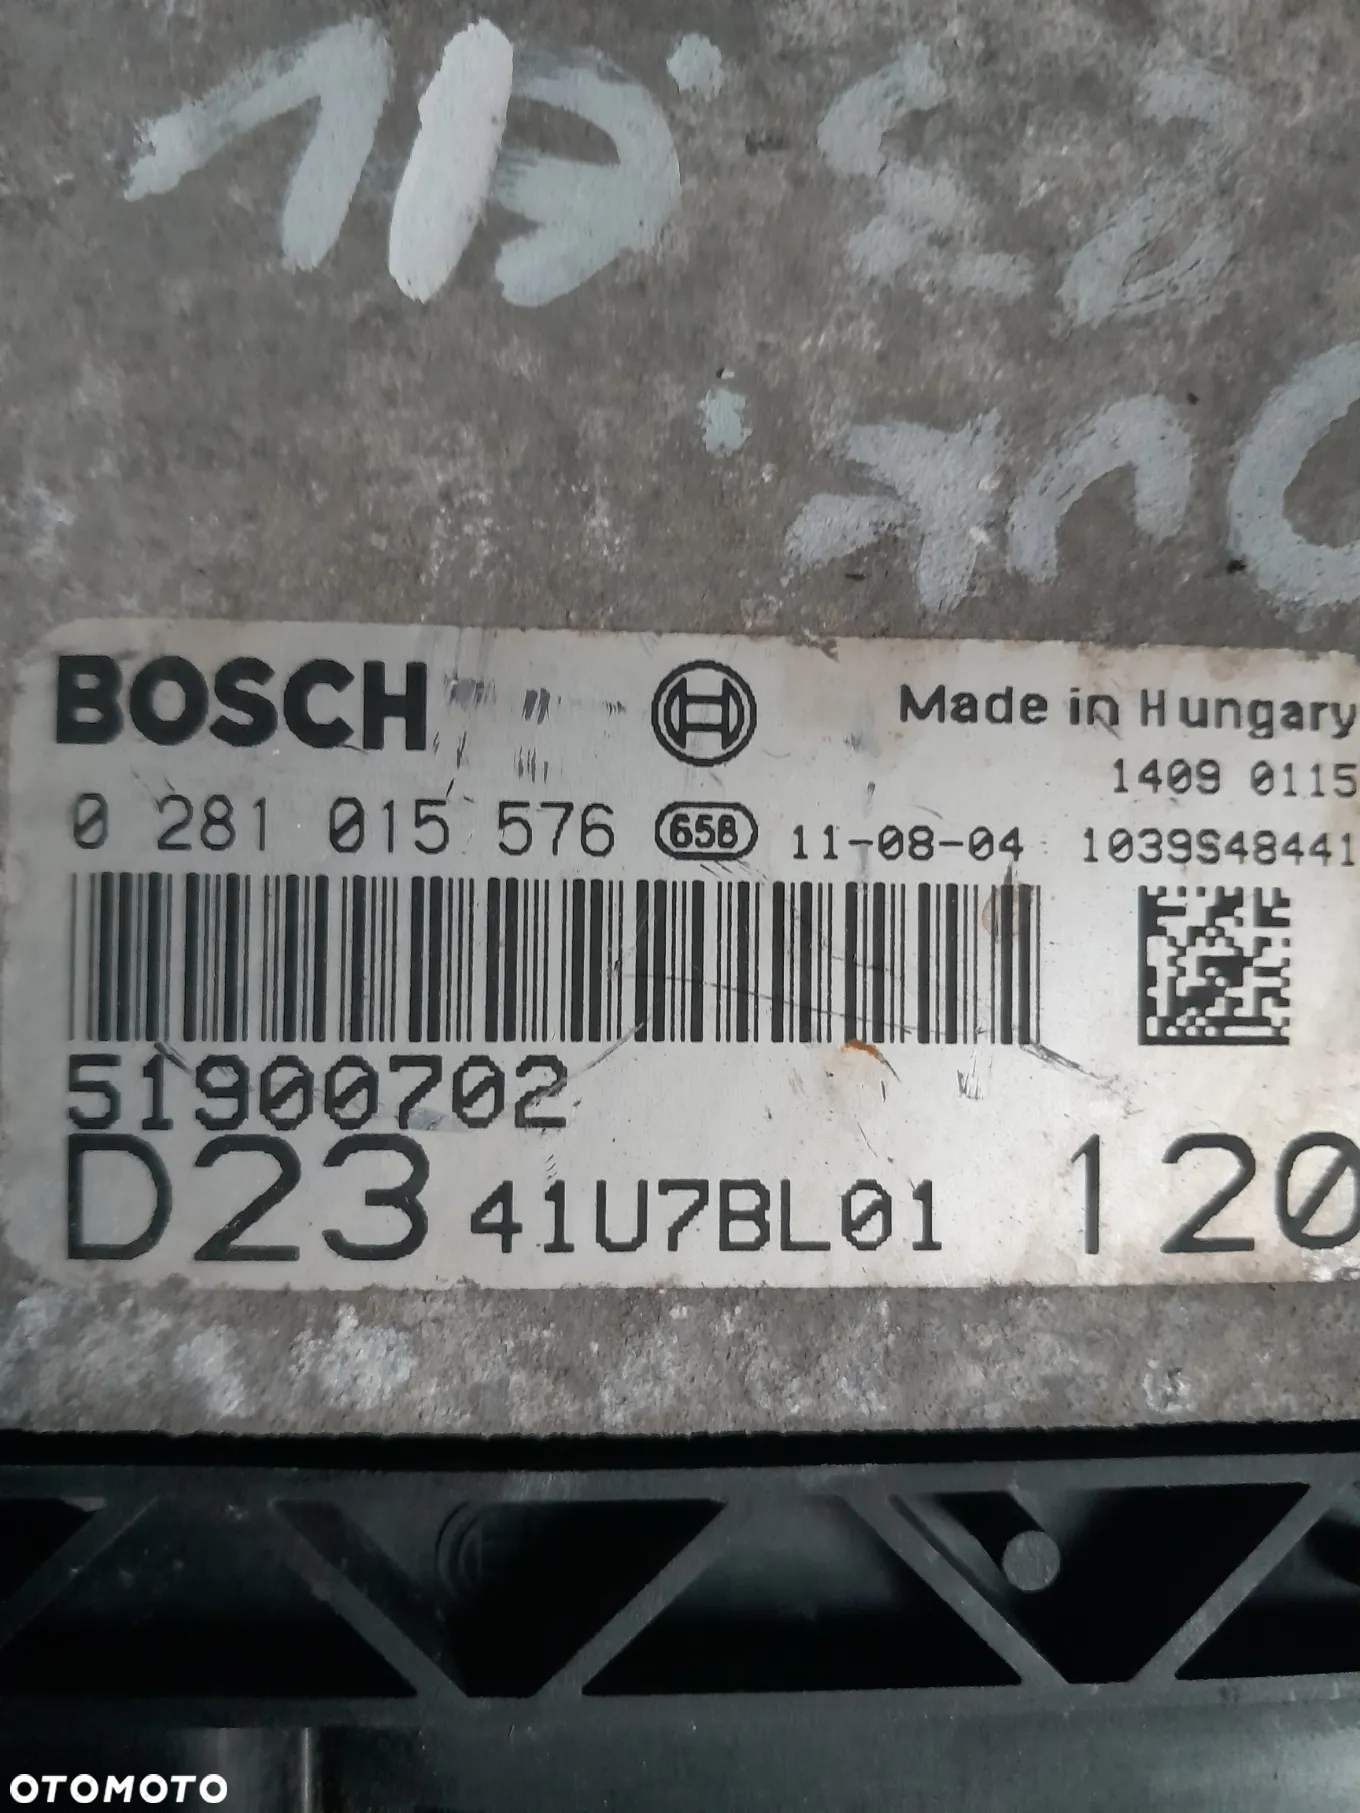 BOSCH
Made in Hungary
1409 0115
0 281 015 576 658 11-08-04 1039S48441
51900702
D23 41U7BL01 120
OTOMOTO